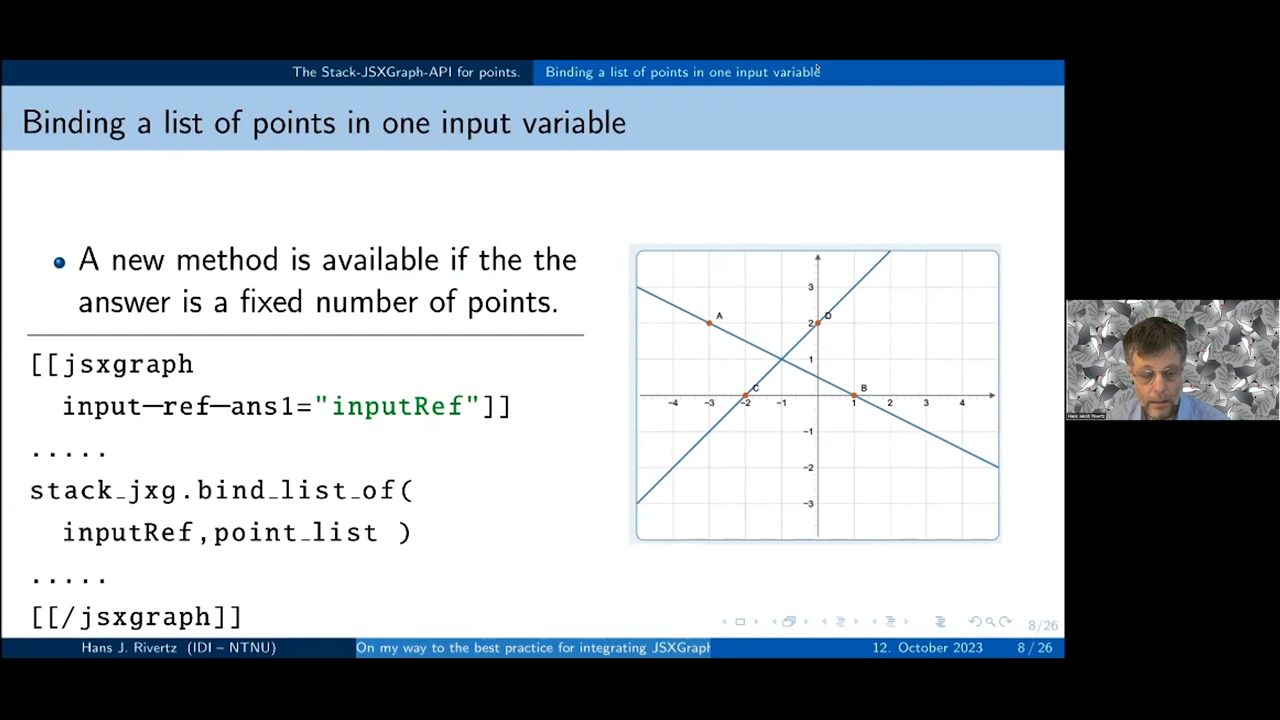 The Stack-JSXGraph-API for points. Binding a list of points in one input variable
Binding a list of points in one input variable
A new method is available if the the
answer is a fixed number of points.
[[jsxgraph
input—ref—ans1="inputRef"]]
.....
stack_jxg.bind_list_of(
inputRef,point_list )
.....
[[/jsxgraph]]
3
A
2
D
1
C
B
−4 −3 −2 −1 1 2 3 4
−1
−2
−3
8/26
Hans J. Rivertz (IDI – NTNU) On my way to the best practice for integrating JSXGraph 12. October 2023 8 / 26
Hans Jakob Rivertz